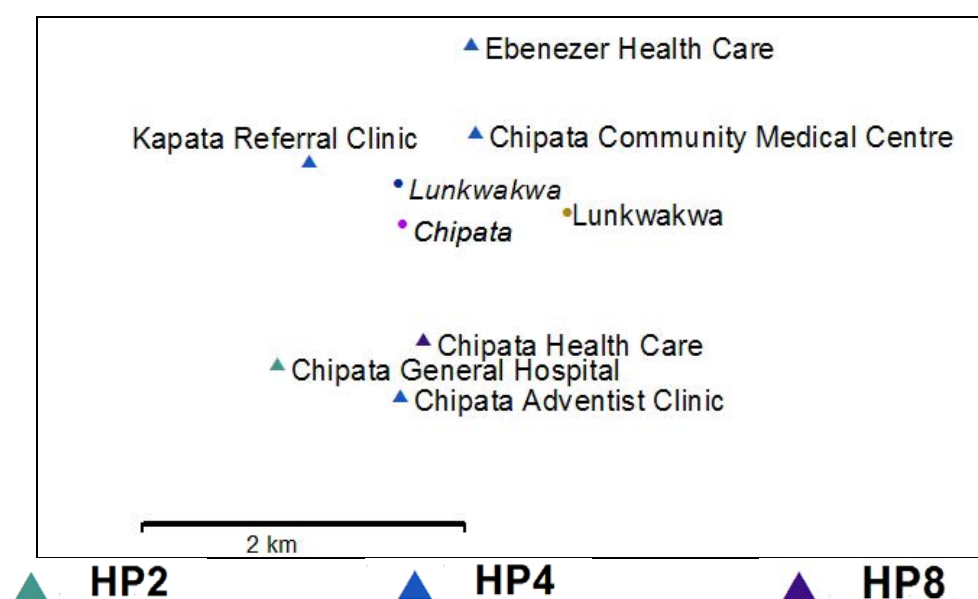 Ebenezer Health Care
Kapata Referral Clinic
Chipata Community Medical Centre
Lunkwakwa
Lunkwakwa
Chipata
Chipata Health Care
Chipata General Hospital
Chipata Adventist Clinic
2 km
HP2 HP4 HP8